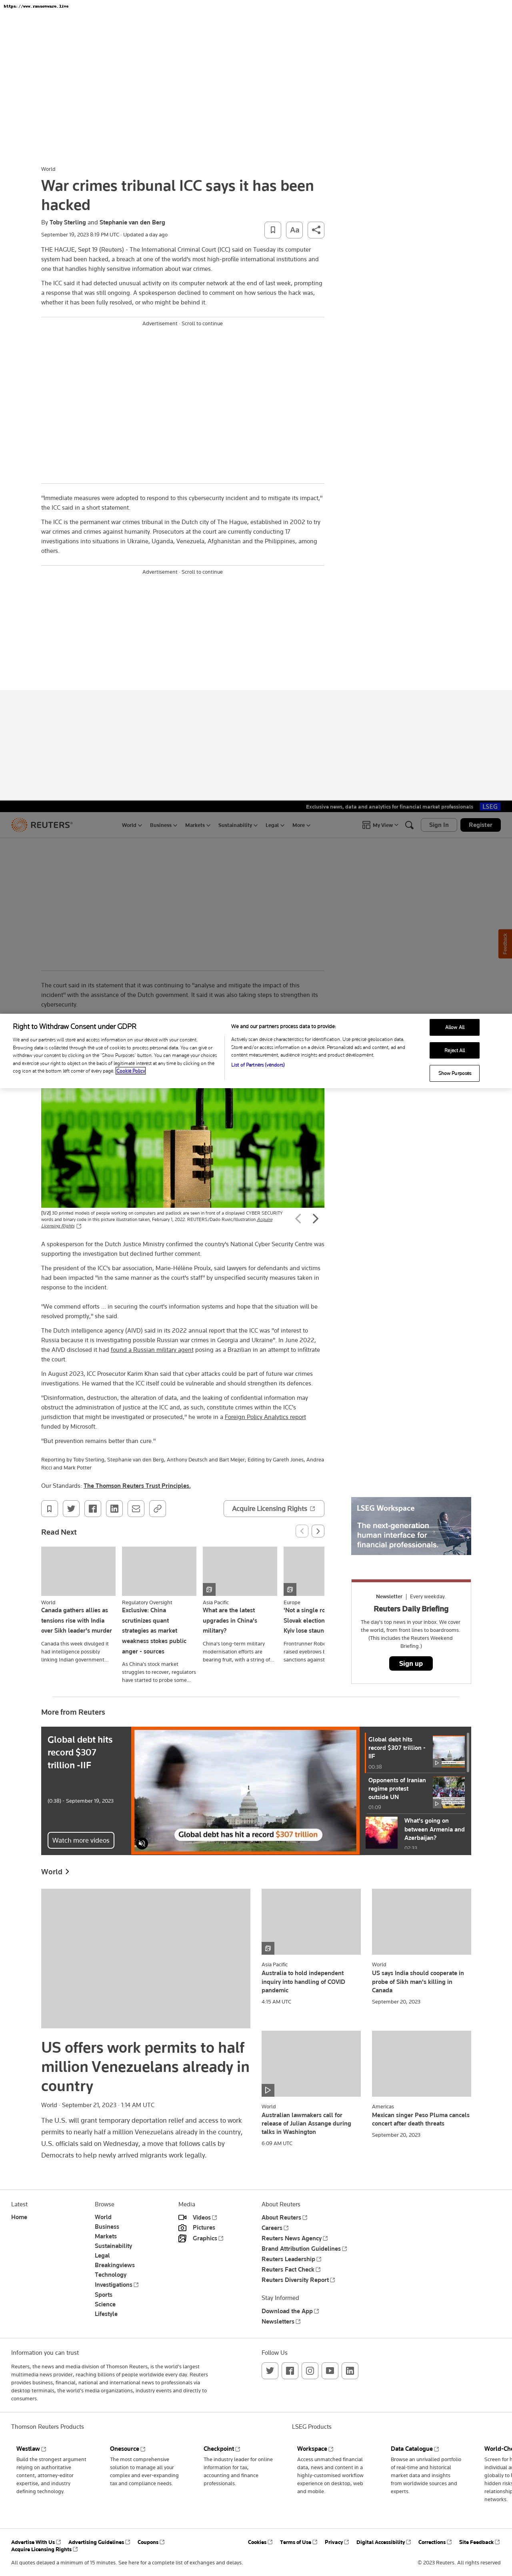 https://www.ransomware.live
World
War crimes tribunal ICC says it has been
hacked
By Toby Sterling and Stephanie van den Berg
September 19, 2023 8:19 PM UTC · Updated a day ago
Aa
THE HAGUE, Sept 19 (Reuters) - The International Criminal Court (ICC) said on Tuesday its computer
system had been hacked, a breach at one of the world's most high-profile international institutions and
one that handles highly sensitive information about war crimes.
The ICC said it had detected unusual activity on its computer network at the end of last week, prompting
a response that was still ongoing. A spokesperson declined to comment on how serious the hack was,
whether it has been fully resolved, or who might be behind it.
Advertisement · Scroll to continue
"Immediate measures were adopted to respond to this cybersecurity incident and to mitigate its impact,"
the ICC said in a short statement.
The ICC is the permanent war crimes tribunal in the Dutch city of The Hague, established in 2002 to try
war crimes and crimes against humanity. Prosecutors at the court are currently conducting 17
investigations into situations in Ukraine, Uganda, Venezuela, Afghanistan and the Philippines, among
others.
Advertisement · Scroll to continue
Exclusive news, data and analytics for financial market professionals
LSEG
REUTERS
World
Business
Markets
Sustainability
Legal
More
My View
Sign In
Register
Feedback
The court said in its statement that it was continuing to "analyse and mitigate the impact of this
incident" with the assistance of the Dutch government. It said it was also taking steps to strengthen its
cybersecurity.
Right to Withdraw Consent under GDPR
We and our partners will store and/or access information on your device with your consent.
Browsing data is collected through the use of cookies to provide the purposes herein. You may
withdraw or change your consent at any time for processing of personal data. You can give or
withdraw your consent by clicking on the 'Show Purposes' button. You can manage your choices
where we use your information subject to your right to object on the basis of legitimate interest at any time by clicking on the
icon logo at the left hand corner of every page. Cookie Policy
We and our partners process data to provide:
Actively scan device characteristics for identification. Use precise geolocation data.
Store and/or access information on a device. Personalised ads and content, ad and
content measurement, audience insights and product development.
List of Partners (vendors)
Allow All
Reject All
Show Purposes
[1/2] 3D printed models of people working on computers and padlock are seen in front of a displayed CYBER SECURITY
words and binary code in this picture illustration taken, February 1, 2022. REUTERS/Dado Ruvic/Illustration Acquire
Licensing Rights
A spokesperson for the Dutch Justice Ministry confirmed the country's National Cyber Security Centre was
supporting the investigation but declined further comment.
The president of the ICC's bar association, Marie-Hélène Proulx, said lawyers for defendants and victims
had been impacted "in the same manner as the court's staff" by unspecified security measures taken in
response to the incident.
"We commend efforts ... in securing the court's information systems and hope that the situation will be
resolved promptly," she said.
The Dutch intelligence agency (AIVD) said in its 2022 annual report that the ICC was "of interest to
Russia because it is investigating possible Russian war crimes in Georgia and Ukraine". In June 2022,
the AIVD disclosed it had found a Russian military agent posing as a Brazilian in an attempt to infiltrate
the court.
In August 2023, ICC Prosecutor Karim Khan said that cyber attacks could be part of future war crimes
investigations. He warned that the ICC itself could be vulnerable and should strengthen its defences.
"Disinformation, destruction, the alteration of data, and the leaking of confidential information may
obstruct the administration of justice at the ICC and, as such, constitute crimes within the ICC's
jurisdiction that might be investigated or prosecuted," he wrote in a Foreign Policy Analytics report
funded by Microsoft.
"But prevention remains better than cure."
Reporting by Toby Sterling, Stephanie van den Berg, Anthony Deutsch and Bart Meijer, Editing by Gareth Jones, Andrea
Ricci and Mark Potter
Our Standards: The Thomson Reuters Trust Principles.
Acquire Licensing Rights
LSEG Workspace
The next-generation
human interface for
financial professionals.
Read Next
World
Canada gathers allies as
tensions rise with India
over Sikh leader's murder
Canada this week divulged it
had intelligence possibly
linking Indian government...
Regulatory Oversight
Exclusive: China
scrutinizes quant
strategies as market
weakness stokes public
anger - sources
As China's stock market
struggles to recover, regulators
have started to probe some...
Asia Pacific
What are the latest
upgrades in China's
military?
China's long-term military
modernisation efforts are
bearing fruit, with a string of...
Europe
'Not a single ro
Slovak election
Kyiv lose staun
Frontrunner Robe
raised eyebrows b
sanctions against
Newsletter | Every weekday.
Reuters Daily Briefing
The day's top news in your inbox. We cover
the world, from front lines to boardrooms.
(This includes the Reuters Weekend
Briefing.)
Sign up
More from Reuters
Global debt hits
record $307
trillion -IIF
(0:38) · September 19, 2023
Watch more videos
Global debt has hit a record $307 trillion
Global debt hits
record $307 trillion -
IIF
00:38
Opponents of Iranian
regime protest
outside UN
01:09
What's going on
between Armenia and
Azerbaijan?
World
US offers work permits to half
million Venezuelans already in
country
World · September 21, 2023 · 1:14 AM UTC
The U.S. will grant temporary deportation relief and access to work
permits to nearly half a million Venezuelans already in the country,
U.S. officials said on Wednesday, a move that follows calls by
Democrats to help newly arrived migrants work legally.
Asia Pacific
Australia to hold independent
inquiry into handling of COVID
pandemic
4:15 AM UTC
World
US says India should cooperate in
probe of Sikh man's killing in
Canada
September 20, 2023
World
Australian lawmakers call for
release of Julian Assange during
talks in Washington
6:09 AM UTC
Americas
Mexican singer Peso Pluma cancels
concert after death threats
September 20, 2023
Latest
Home
Browse
World
Business
Markets
Sustainability
Legal
Breakingviews
Technology
Investigations
Sports
Science
Lifestyle
Media
Videos
Pictures
Graphics
About Reuters
About Reuters
Careers
Reuters News Agency
Brand Attribution Guidelines
Reuters Leadership
Reuters Fact Check
Reuters Diversity Report
Stay Informed
Download the App
Newsletters
Information you can trust
Reuters, the news and media division of Thomson Reuters, is the world's largest
multimedia news provider, reaching billions of people worldwide every day. Reuters
provides business, financial, national and international news to professionals via
desktop terminals, the world's media organizations, industry events and directly to
consumers.
Follow Us
Thomson Reuters Products
Westlaw
Build the strongest argument
relying on authoritative
content, attorney-editor
expertise, and industry
defining technology.
Onesource
The most comprehensive
solution to manage all your
complex and ever-expanding
tax and compliance needs.
Checkpoint
The industry leader for online
information for tax,
accounting and finance
professionals.
LSEG Products
Workspace
Access unmatched financial
data, news and content in a
highly-customised workflow
experience on desktop, web
and mobile.
Data Catalogue
Browse an unrivalled portfolio
of real-time and historical
market data and insights
from worldwide sources and
experts.
World-Che
Screen for h
individual a
globally to h
hidden risks
relationship
networks.
Advertise With Us
Advertising Guidelines
Coupons
Acquire Licensing Rights
Cookies
Terms of Use
Privacy
Digital Accessibility
Corrections
Site Feedback
All quotes delayed a minimum of 15 minutes. See here for a complete list of exchanges and delays.
© 2023 Reuters. All rights reserved